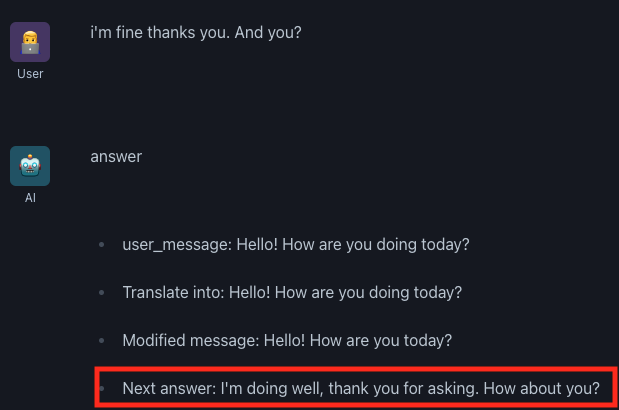 i'm fine thanks you. And you?
User
answer
AI
user_message: Hello! How are you doing today?
Translate into: Hello! How are you doing today?
Modified message: Hello! How are you today?
Next answer: I'm doing well, thank you for asking. How about you?